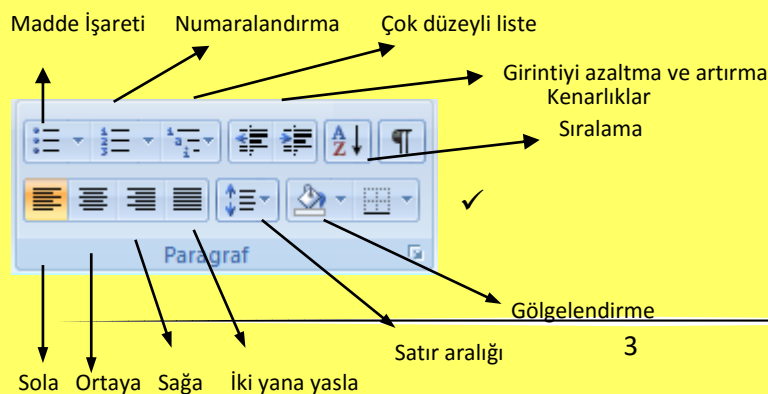 Madde İşareti Numaralandırma Çok düzeyli liste
Girintiyi azaltma ve artırma
Kenarlıklar
Sıralama
Paragraf
Gölgelendirme
Satır aralığı
3
Sola Ortaya Sağa İki yana yasla